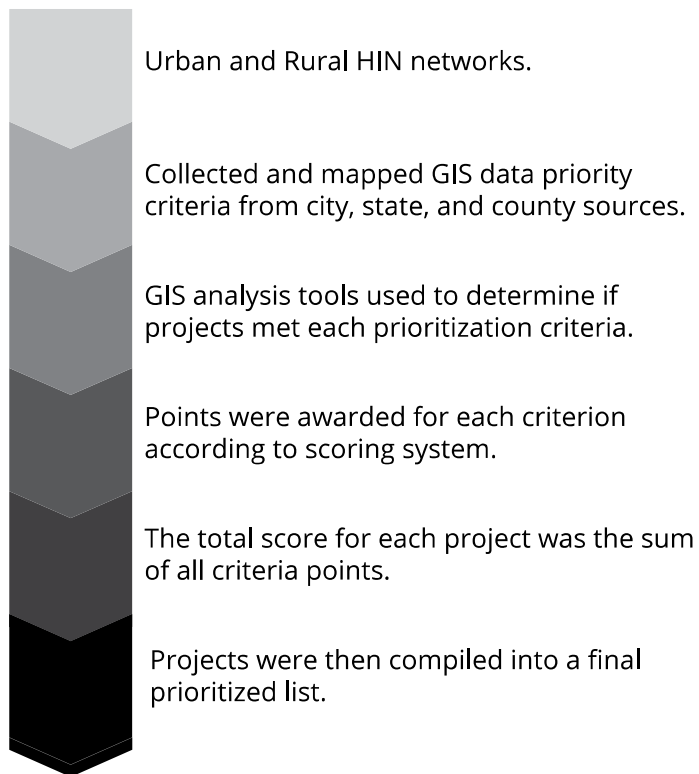 Urban and Rural HIN networks.
Collected and mapped GIS data priority
criteria from city, state, and county sources.
GIS analysis tools used to determine if
projects met each prioritization criteria.
Points were awarded for each criterion
according to scoring system.
The total score for each project was the sum
of all criteria points.
Projects were then compiled into a final
prioritized list.